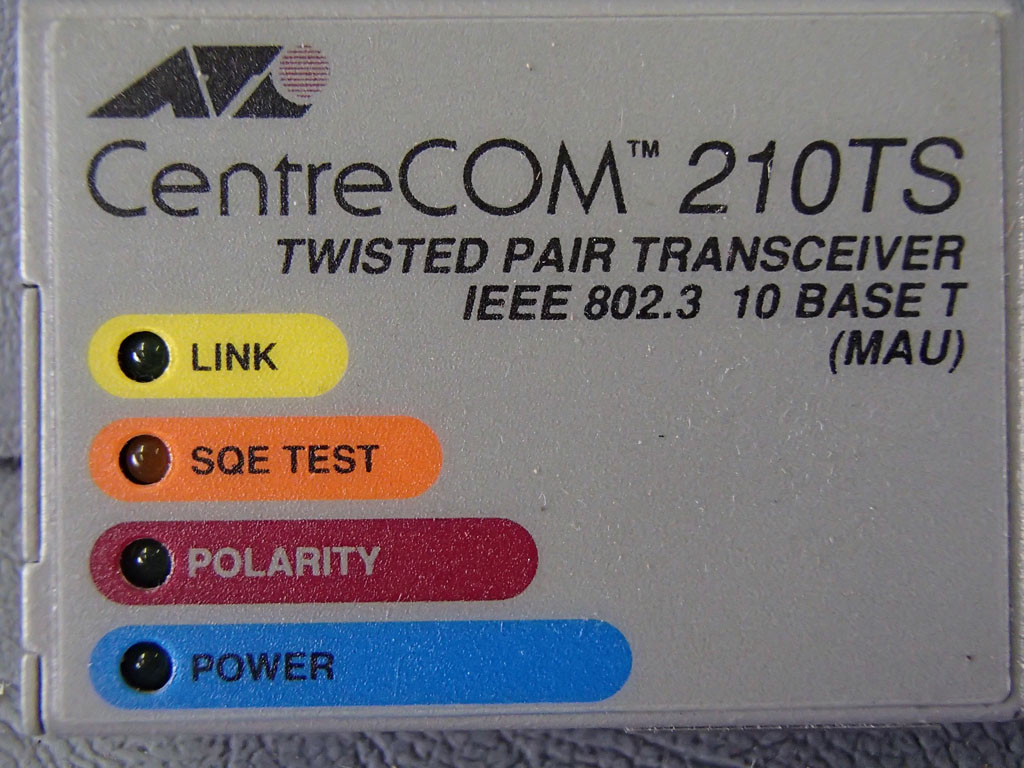 CentreCOM™ 210TS
TWISTED PAIR TRANSCEIVER
IEEE 802.3 10 BASE T
(MAU)
LINK
SQE TEST
POLARITY
POWER